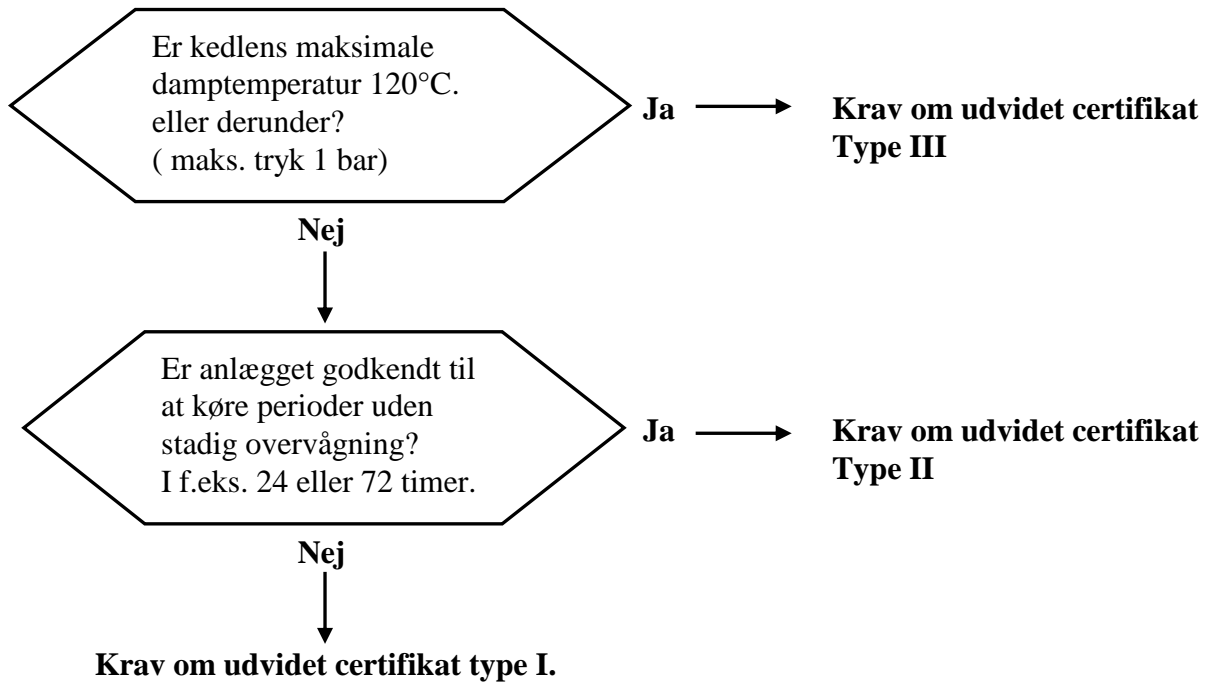 Er kedlens maksimale
damptemperatur 120°C.
eller derunder?
( maks. tryk 1 bar)
Ja
Krav om udvidet certifikat
Type III
Nej
Er anlægget godkendt til
at køre perioder uden
stadig overvågning?
I f.eks. 24 eller 72 timer.
Ja
Krav om udvidet certifikat
Type II
Nej
Krav om udvidet certifikat type I.